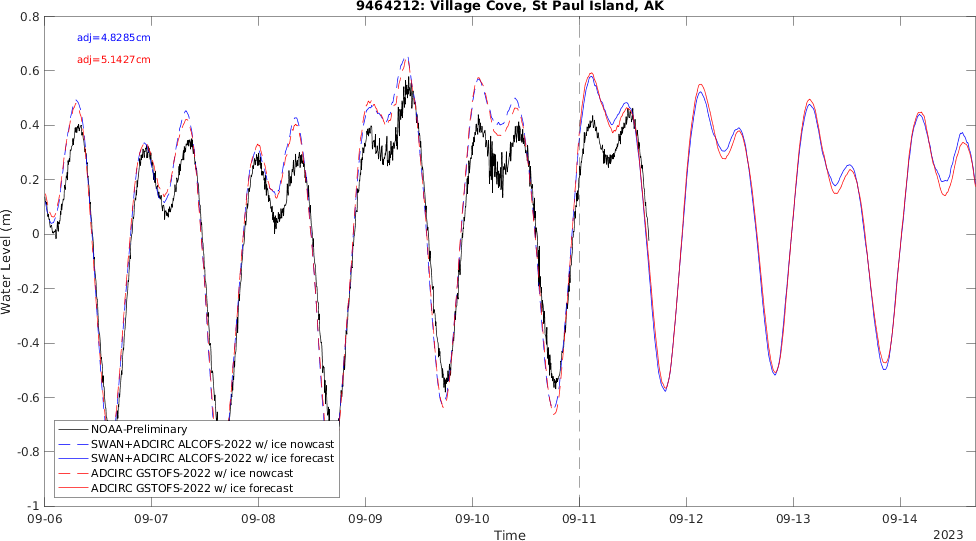 9464212: Village Cove, St Paul Island, AK
adj=4.8285cm
adj=5.1427cm
Water Level (m)
0.8
0.6
0.4
0.2
0
-0.2
-0.4
-0.6
-0.8
-1
NOAA-Preliminary
SWAN+ADCIRC ALCOFS-2022 w/ ice nowcast
SWAN+ADCIRC ALCOFS-2022 w/ ice forecast
ADCIRC GSTOFS-2022 w/ ice nowcast
ADCIRC GSTOFS-2022 w/ ice forecast
09-06 09-07 09-08 09-09 09-10 09-11 09-12 09-13 09-14
Time
2023